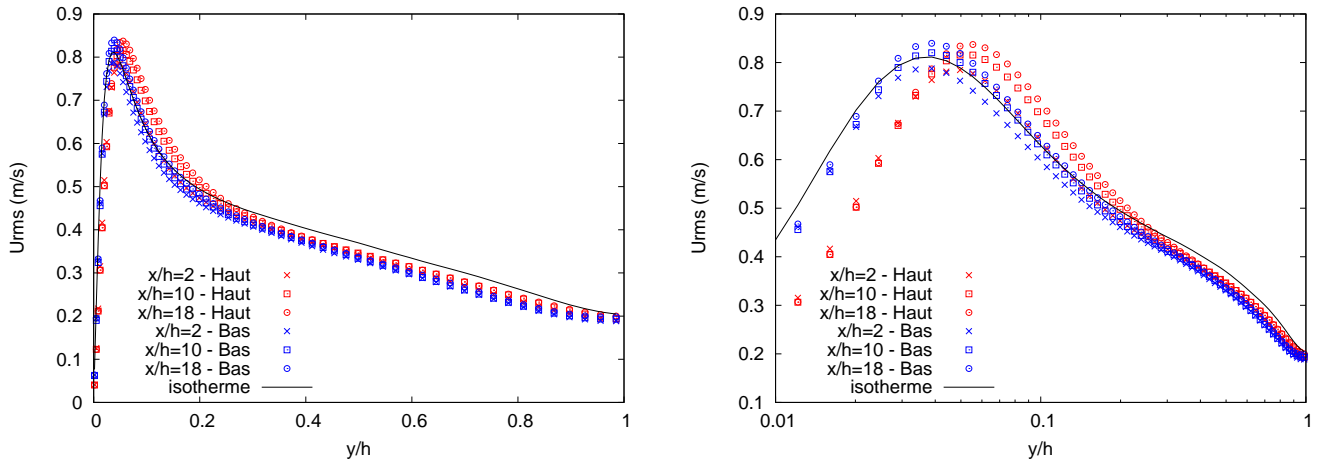 Urms (m/s)
0.9
0.8
0.7
0.6
0.5
0.4
0.3
0.2
0.1
0
x/h=2 - Haut
x/h=10 - Haut
x/h=18 - Haut
x/h=2 - Bas
x/h=10 - Bas
x/h=18 - Bas
isotherme
0 0.2 0.4 0.6 0.8 1
y/h
Urms (m/s)
0.9
0.8
0.7
0.6
0.5
0.4
0.3
0.2
0.1
x/h=2 - Haut
x/h=10 - Haut
x/h=18 - Haut
x/h=2 - Bas
x/h=10 - Bas
x/h=18 - Bas
isotherme
0.01 0.1 1
y/h